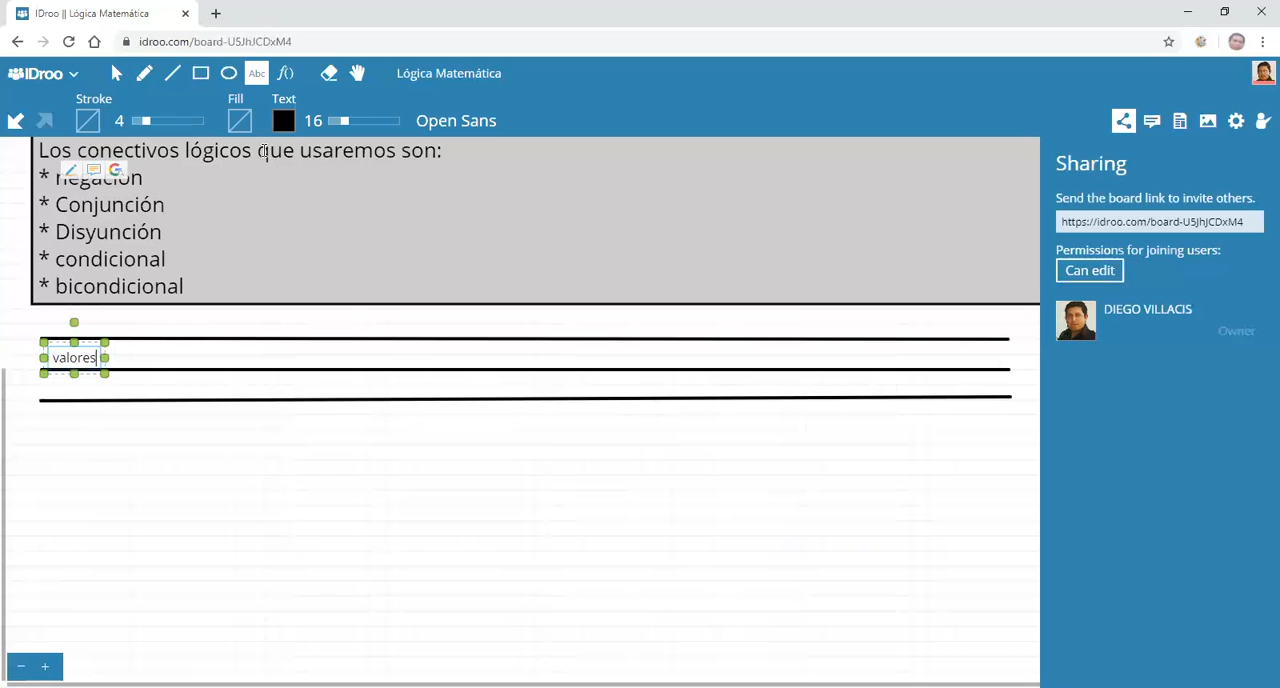 IDroo || Lógica Matemática
idroo.com/board-U5JhJCDxM4
IDroo
Abc
f()
Lógica Matemática
Stroke
Fill
Text
4
16
Open Sans
Los conectivos lógicos que usaremos son:
* negación
* Conjunción
* Disyunción
* condicional
* bicondicional
valores
Sharing
Send the board link to invite others.
https://idroo.com/board-U5JhJCDxM4
Permissions for joining users:
Can edit
DIEGO VILLACIS
Owner